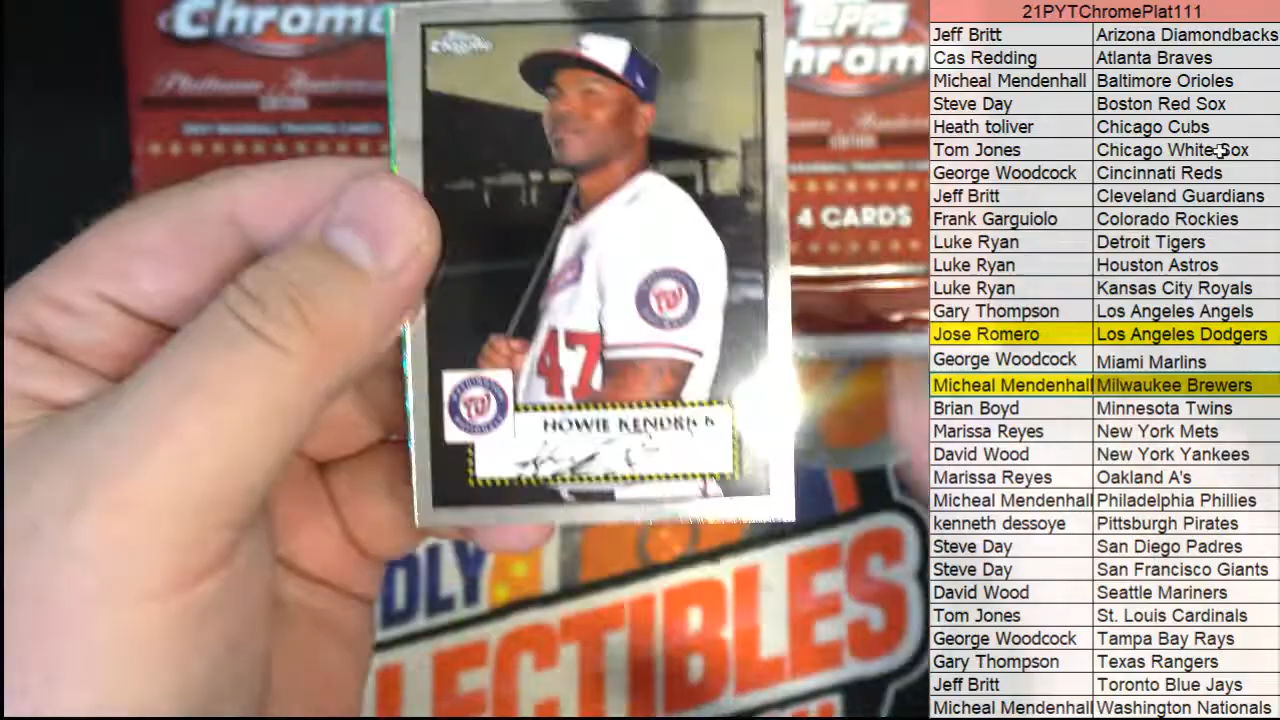 21PYTChromePlat111
Jeff Britt Arizona Diamondbacks
Cas Redding Atlanta Braves
Micheal Mendenhall Baltimore Orioles
Steve Day Boston Red Sox
Heath toliver Chicago Cubs
Tom Jones Chicago White Sox
George Woodcock Cincinnati Reds
Jeff Britt Cleveland Guardians
Frank Garguiolo Colorado Rockies
Luke Ryan Detroit Tigers
Luke Ryan Houston Astros
Luke Ryan Kansas City Royals
Gary Thompson Los Angeles Angels
Jose Romero Los Angeles Dodgers
George Woodcock Miami Marlins
Micheal Mendenhall Milwaukee Brewers
Brian Boyd Minnesota Twins
Marissa Reyes New York Mets
David Wood New York Yankees
Marissa Reyes Oakland A's
Micheal Mendenhall Philadelphia Phillies
kenneth dessoye Pittsburgh Pirates
Steve Day San Diego Padres
Steve Day San Francisco Giants
David Wood Seattle Mariners
Tom Jones St. Louis Cardinals
George Woodcock Tampa Bay Rays
Gary Thompson Texas Rangers
Jeff Britt Toronto Blue Jays
Micheal Mendenhall Washington Nationals
Chrome
Topps
Chrom
4 CARDS
Chrome
47
HOWIE KENDRICK
DLY
LECTIBLES